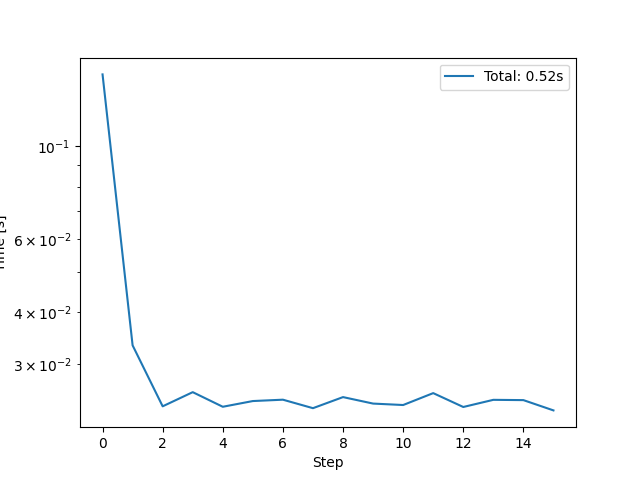 Total: 0.52s
10⁻¹
6 × 10⁻²
4 × 10⁻²
3 × 10⁻²
0 2 4 6 8 10 12 14
Step
[s]